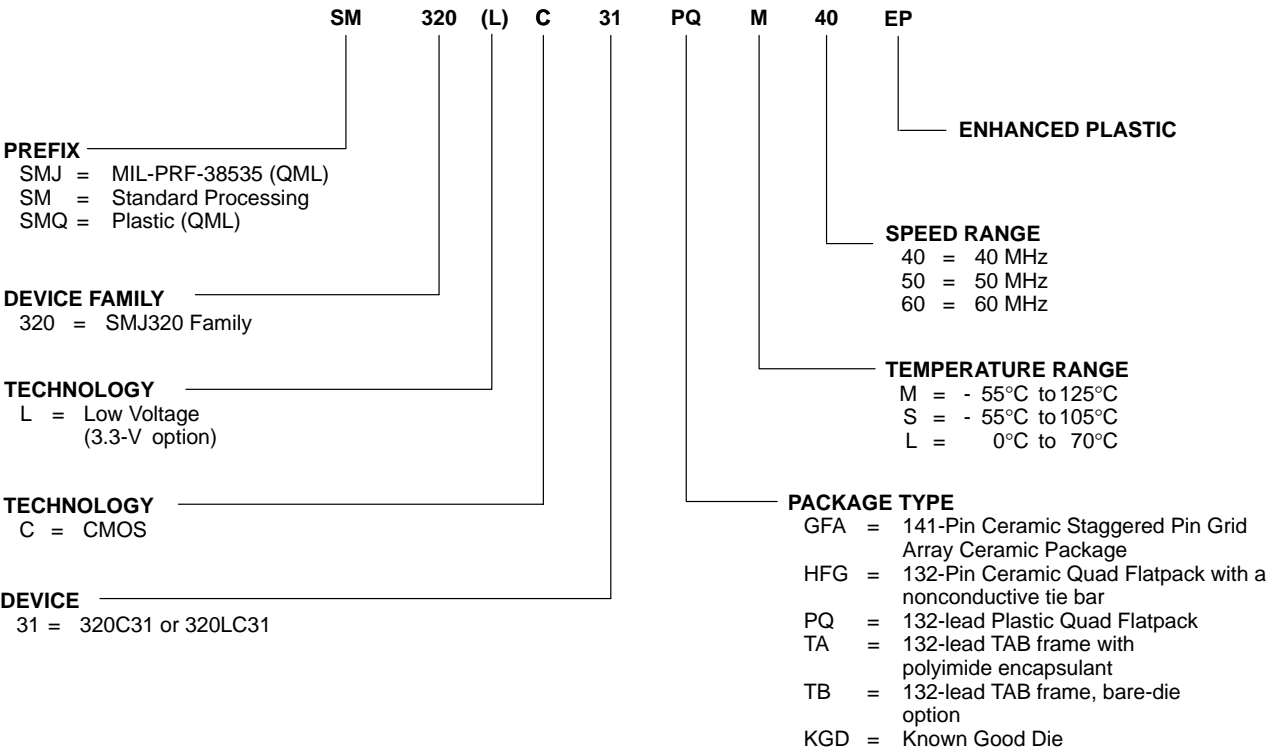 SM 320 (L) C 31 PQ M 40 EP
ENHANCED PLASTIC
PREFIX
SMJ = MIL-PRF-38535 (QML)
SM = Standard Processing
SMQ = Plastic (QML)
SPEED RANGE
40 = 40 MHz
50 = 50 MHz
60 = 60 MHz
DEVICE FAMILY
320 = SMJ320 Family
TEMPERATURE RANGE
M = - 55°C to 125°C
S = - 55°C to 105°C
L = 0°C to 70°C
TECHNOLOGY
L = Low Voltage
(3.3-V option)
TECHNOLOGY
C = CMOS
PACKAGE TYPE
GFA = 141-Pin Ceramic Staggered Pin Grid
Array Ceramic Package
HFG = 132-Pin Ceramic Quad Flatpack with a
nonconductive tie bar
PQ = 132-lead Plastic Quad Flatpack
TA = 132-lead TAB frame with
polyimide encapsulant
TB = 132-lead TAB frame, bare-die
option
KGD = Known Good Die
DEVICE
31 = 320C31 or 320LC31